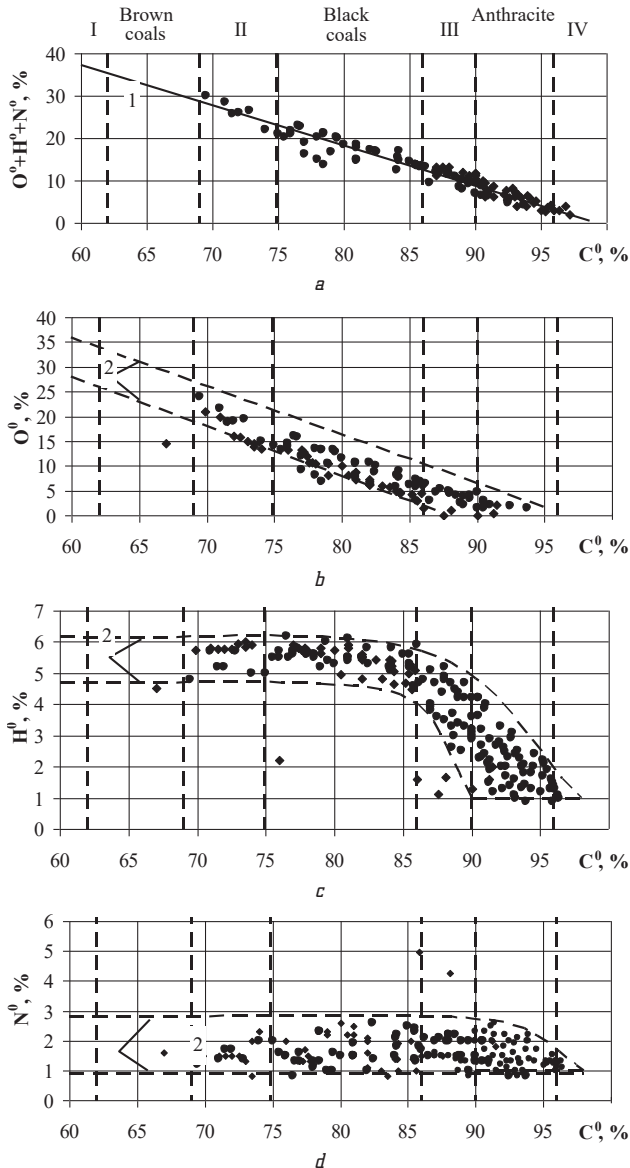 I Brown coals II Black coals III Anthracite IV
O⁰+H⁰+N⁰, %
40
30
20
10
0
1
60 65 70 75 80 85 90 95 C⁰, %
a
O⁰, %
40
35
30
25
20
15
10
5
0
2
60 65 70 75 80 85 90 95 C⁰, %
b
H⁰, %
7
6
5
4
3
2
1
0
2
60 65 70 75 80 85 90 95 C⁰, %
c
N⁰, %
6
5
4
3
2
1
0
2
60 65 70 75 80 85 90 95 C⁰, %
d